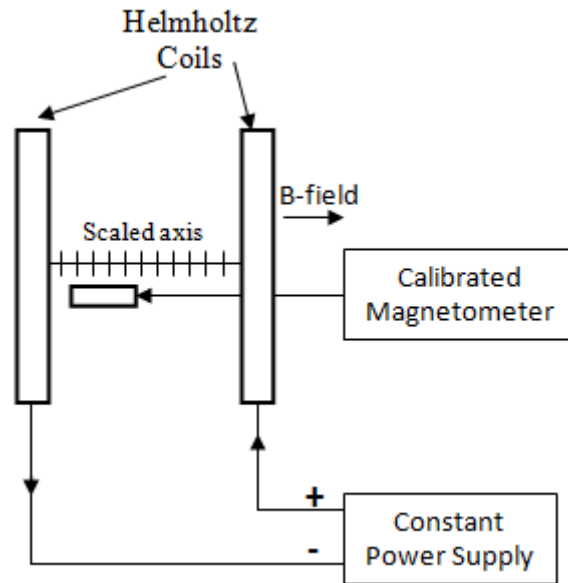 Helmholtz
Coils
B-field
Scaled axis
Calibrated
Magnetometer
+
Constant
-
Power Supply